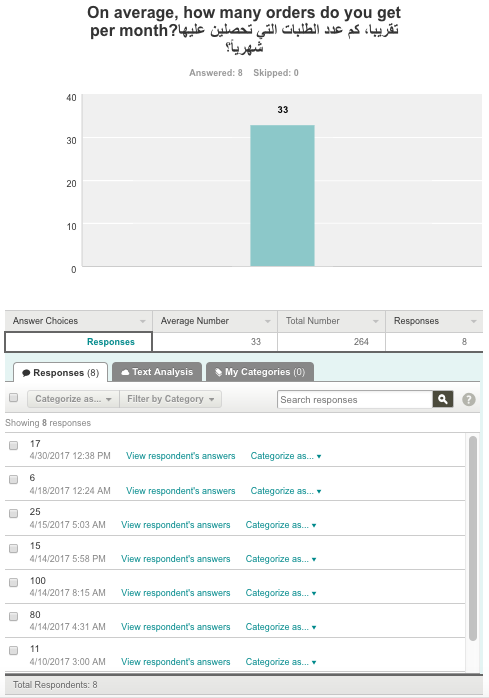 On average, how many orders do you get
per month?تقريبا، كم عدد الطلبات التي تحصلين عليها
شهرياً؟
Answered: 8 Skipped: 0
40
33
30
20
10
0
Answer Choices Average Number Total Number Responses
Responses 33 264 8
Responses (8) Text Analysis My Categories (0)
Categorize as... Filter by Category Search responses ?
Showing 8 responses
17
4/30/2017 12:38 PM View respondent's answers Categorize as...
6
4/18/2017 12:24 AM View respondent's answers Categorize as...
25
4/15/2017 5:03 AM View respondent's answers Categorize as...
15
4/14/2017 5:58 PM View respondent's answers Categorize as...
100
4/14/2017 8:15 AM View respondent's answers Categorize as...
80
4/14/2017 4:31 AM View respondent's answers Categorize as...
11
4/10/2017 3:00 AM View respondent's answers Categorize as...
Total Respondents: 8